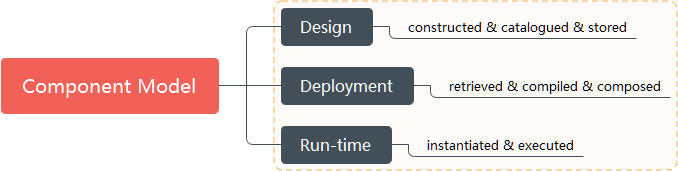 Component Model
Design
constructed & catalogued & stored
Deployment
retrieved & compiled & composed
Run-time
instantiated & executed